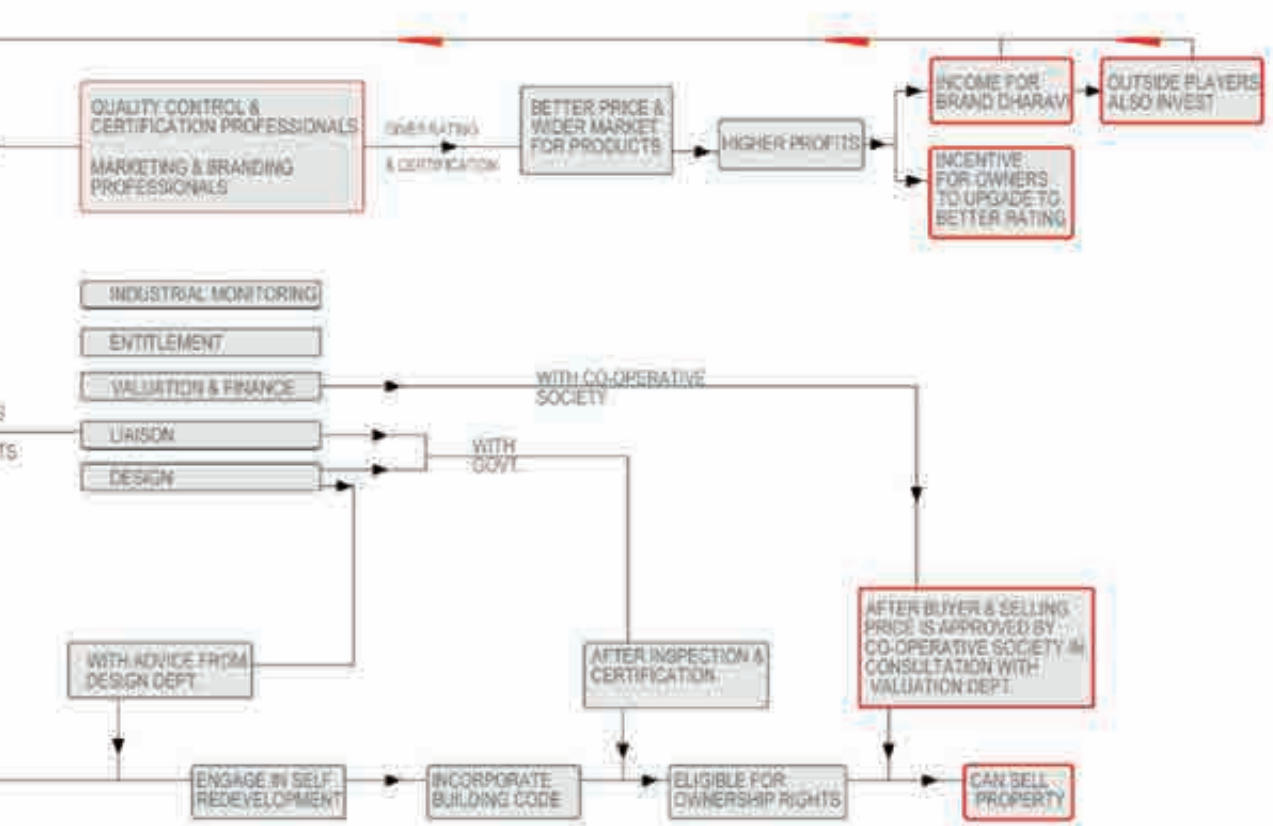 QUALITY CONTROL &
CERTIFICATION PROFESSIONALS
MARKETING & BRANDING
PROFESSIONALS
GIVES RATING
& CERTIFICATION
BETTER PRICE &
WIDER MARKET
FOR PRODUCTS
HIGHER PROFITS
INCOME FOR
BRAND DHARAVI
OUTSIDE PLAYERS
ALSO INVEST
INCENTIVE
FOR OWNERS
TO UPGADE TO
BETTER RATING
INDUSTRIAL MONITORING
ENTITLEMENT
VALUATION & FINANCE
WITH CO-OPERATIVE
SOCIETY
LIAISON
TS
DESIGN
WITH
GOVT.
WITH ADVICE FROM
DESIGN DEPT.
AFTER INSPECTION &
CERTIFICATION
AFTER BUYER & SELLING
PRICE IS APPROVED BY
CO-OPERATIVE SOCIETY IN
CONSULTATION WITH
VALUATION DEPT.
ENGAGE IN SELF
REDEVELOPMENT
INCORPORATE
BUILDING CODE
ELIGIBLE FOR
OWNERSHIP RIGHTS
CAN SELL
PROPERTY